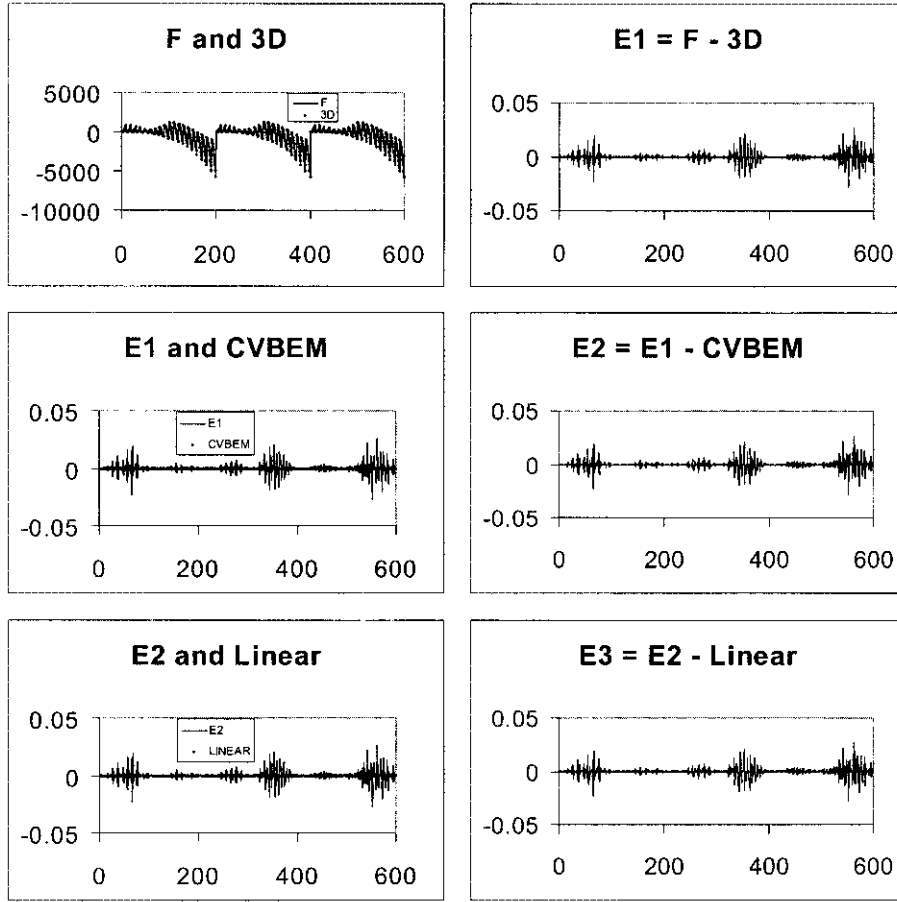 F and 3D
5000
0
-5000
-10000
F
3D
0 200 400 600
E1 = F - 3D
0.05
0
-0.05
0 200 400 600
E1 and CVBEM
0.05
0
-0.05
E1
CVBEM
0 200 400 600
E2 = E1 - CVBEM
0.05
0
-0.05
0 200 400 600
E2 and Linear
0.05
0
-0.05
E2
LINEAR
0 200 400 600
E3 = E2 - Linear
0.05
0
-0.05
0 200 400 600